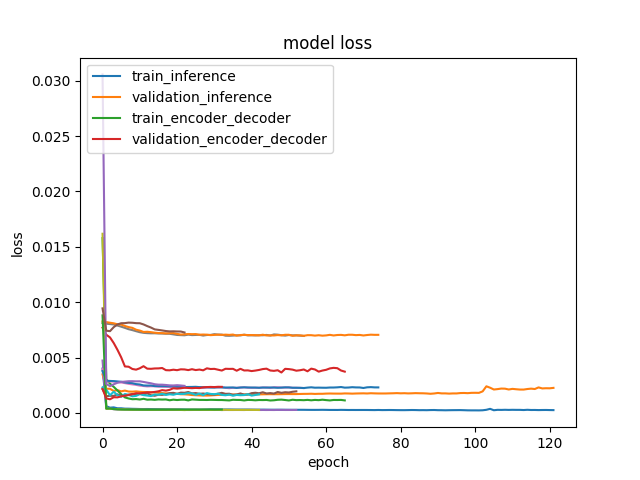 model loss
train_inference
validation_inference
train_encoder_decoder
validation_encoder_decoder
loss
0.030
0.025
0.020
0.015
0.010
0.005
0.000
0 20 40 60 80 100 120
epoch